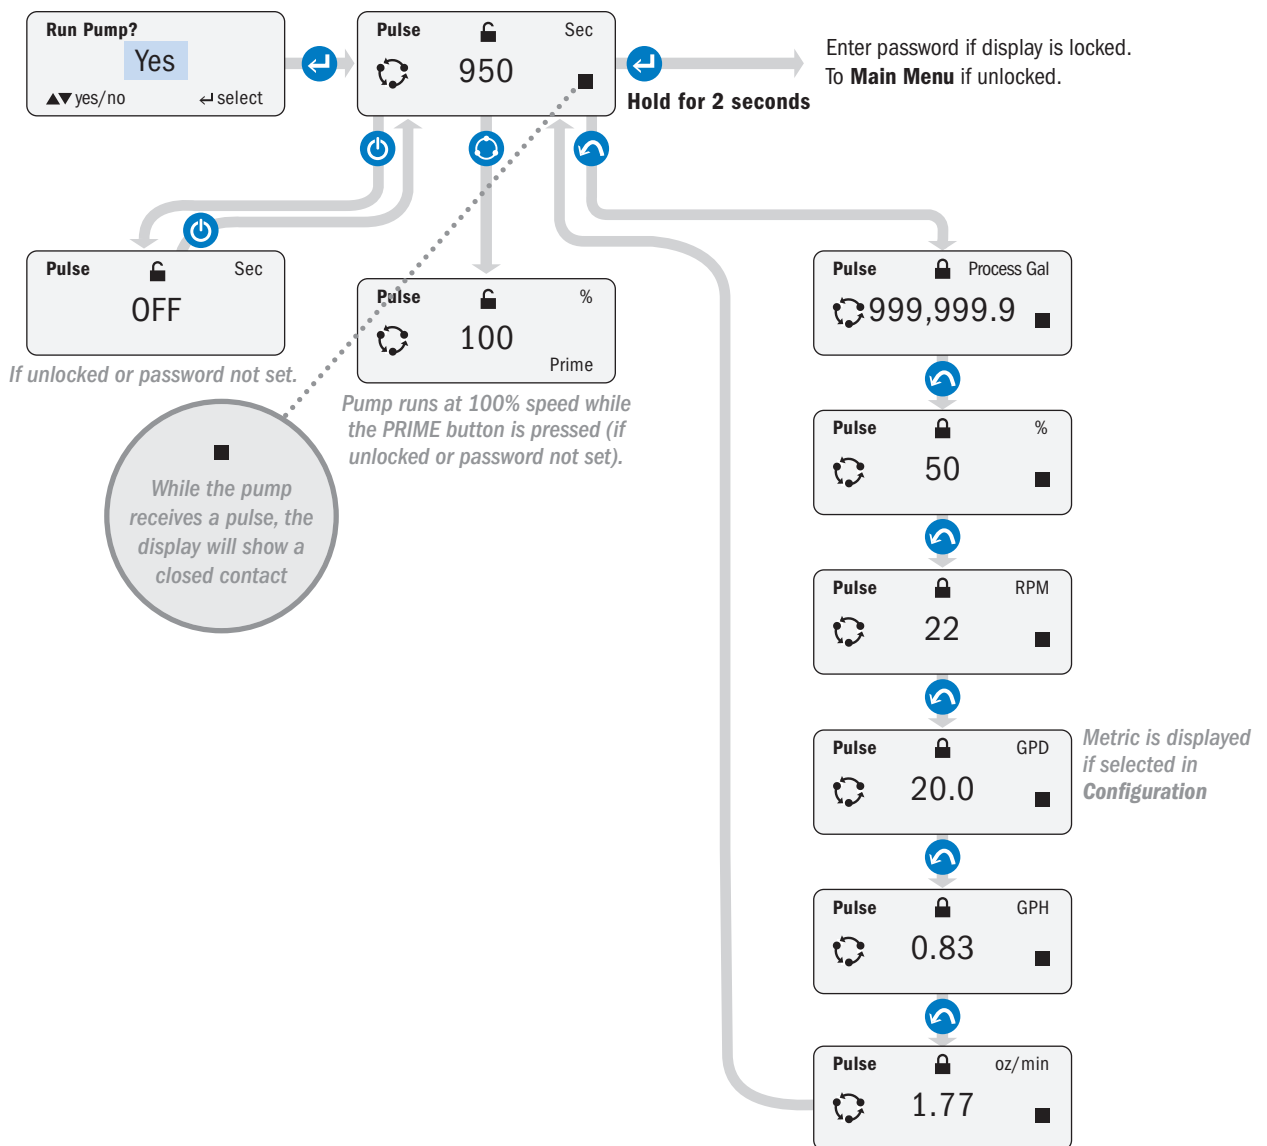 Run Pump?
Yes
▲▼ yes/no ↵ select
Pulse Sec
950
Hold for 2 seconds
Enter password if display is locked.
To Main Menu if unlocked.
Pulse Sec
OFF
If unlocked or password not set.
Pulse %
100
Prime
Pump runs at 100% speed while
the PRIME button is pressed (if
unlocked or password not set).
While the pump
receives a pulse, the
display will show a
closed contact
Pulse Process Gal
999,999.9
Pulse %
50
Pulse RPM
22
Pulse GPD
20.0
Metric is displayed
if selected in
Configuration
Pulse GPH
0.83
Pulse oz/min
1.77